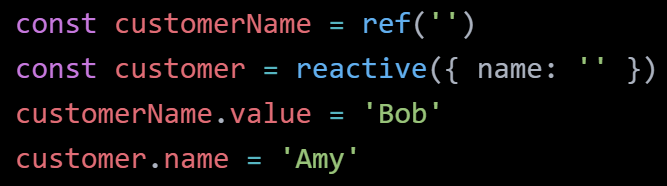 const customerName = ref('')
const customer = reactive({ name: '' })
customerName.value = 'Bob'
customer.name = 'Amy'